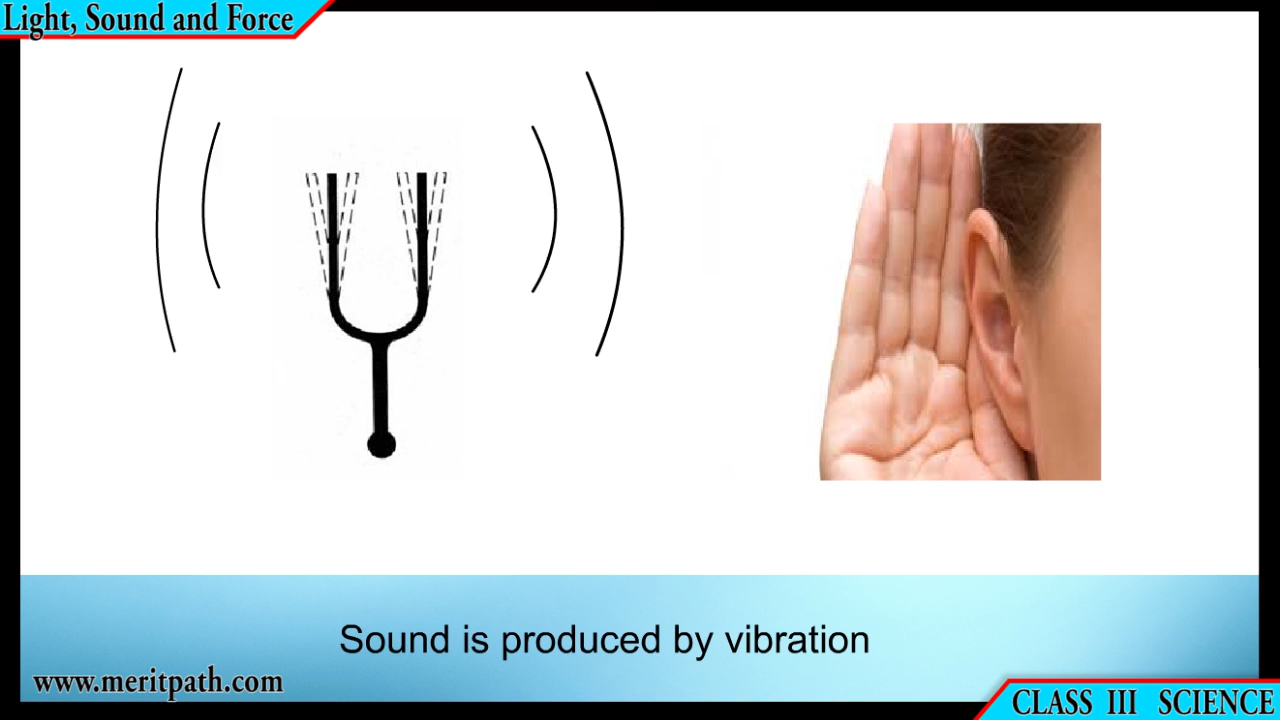 Light, Sound and Force
Sound is produced by vibration
www.meritpath.com
CLASS III SCIENCE